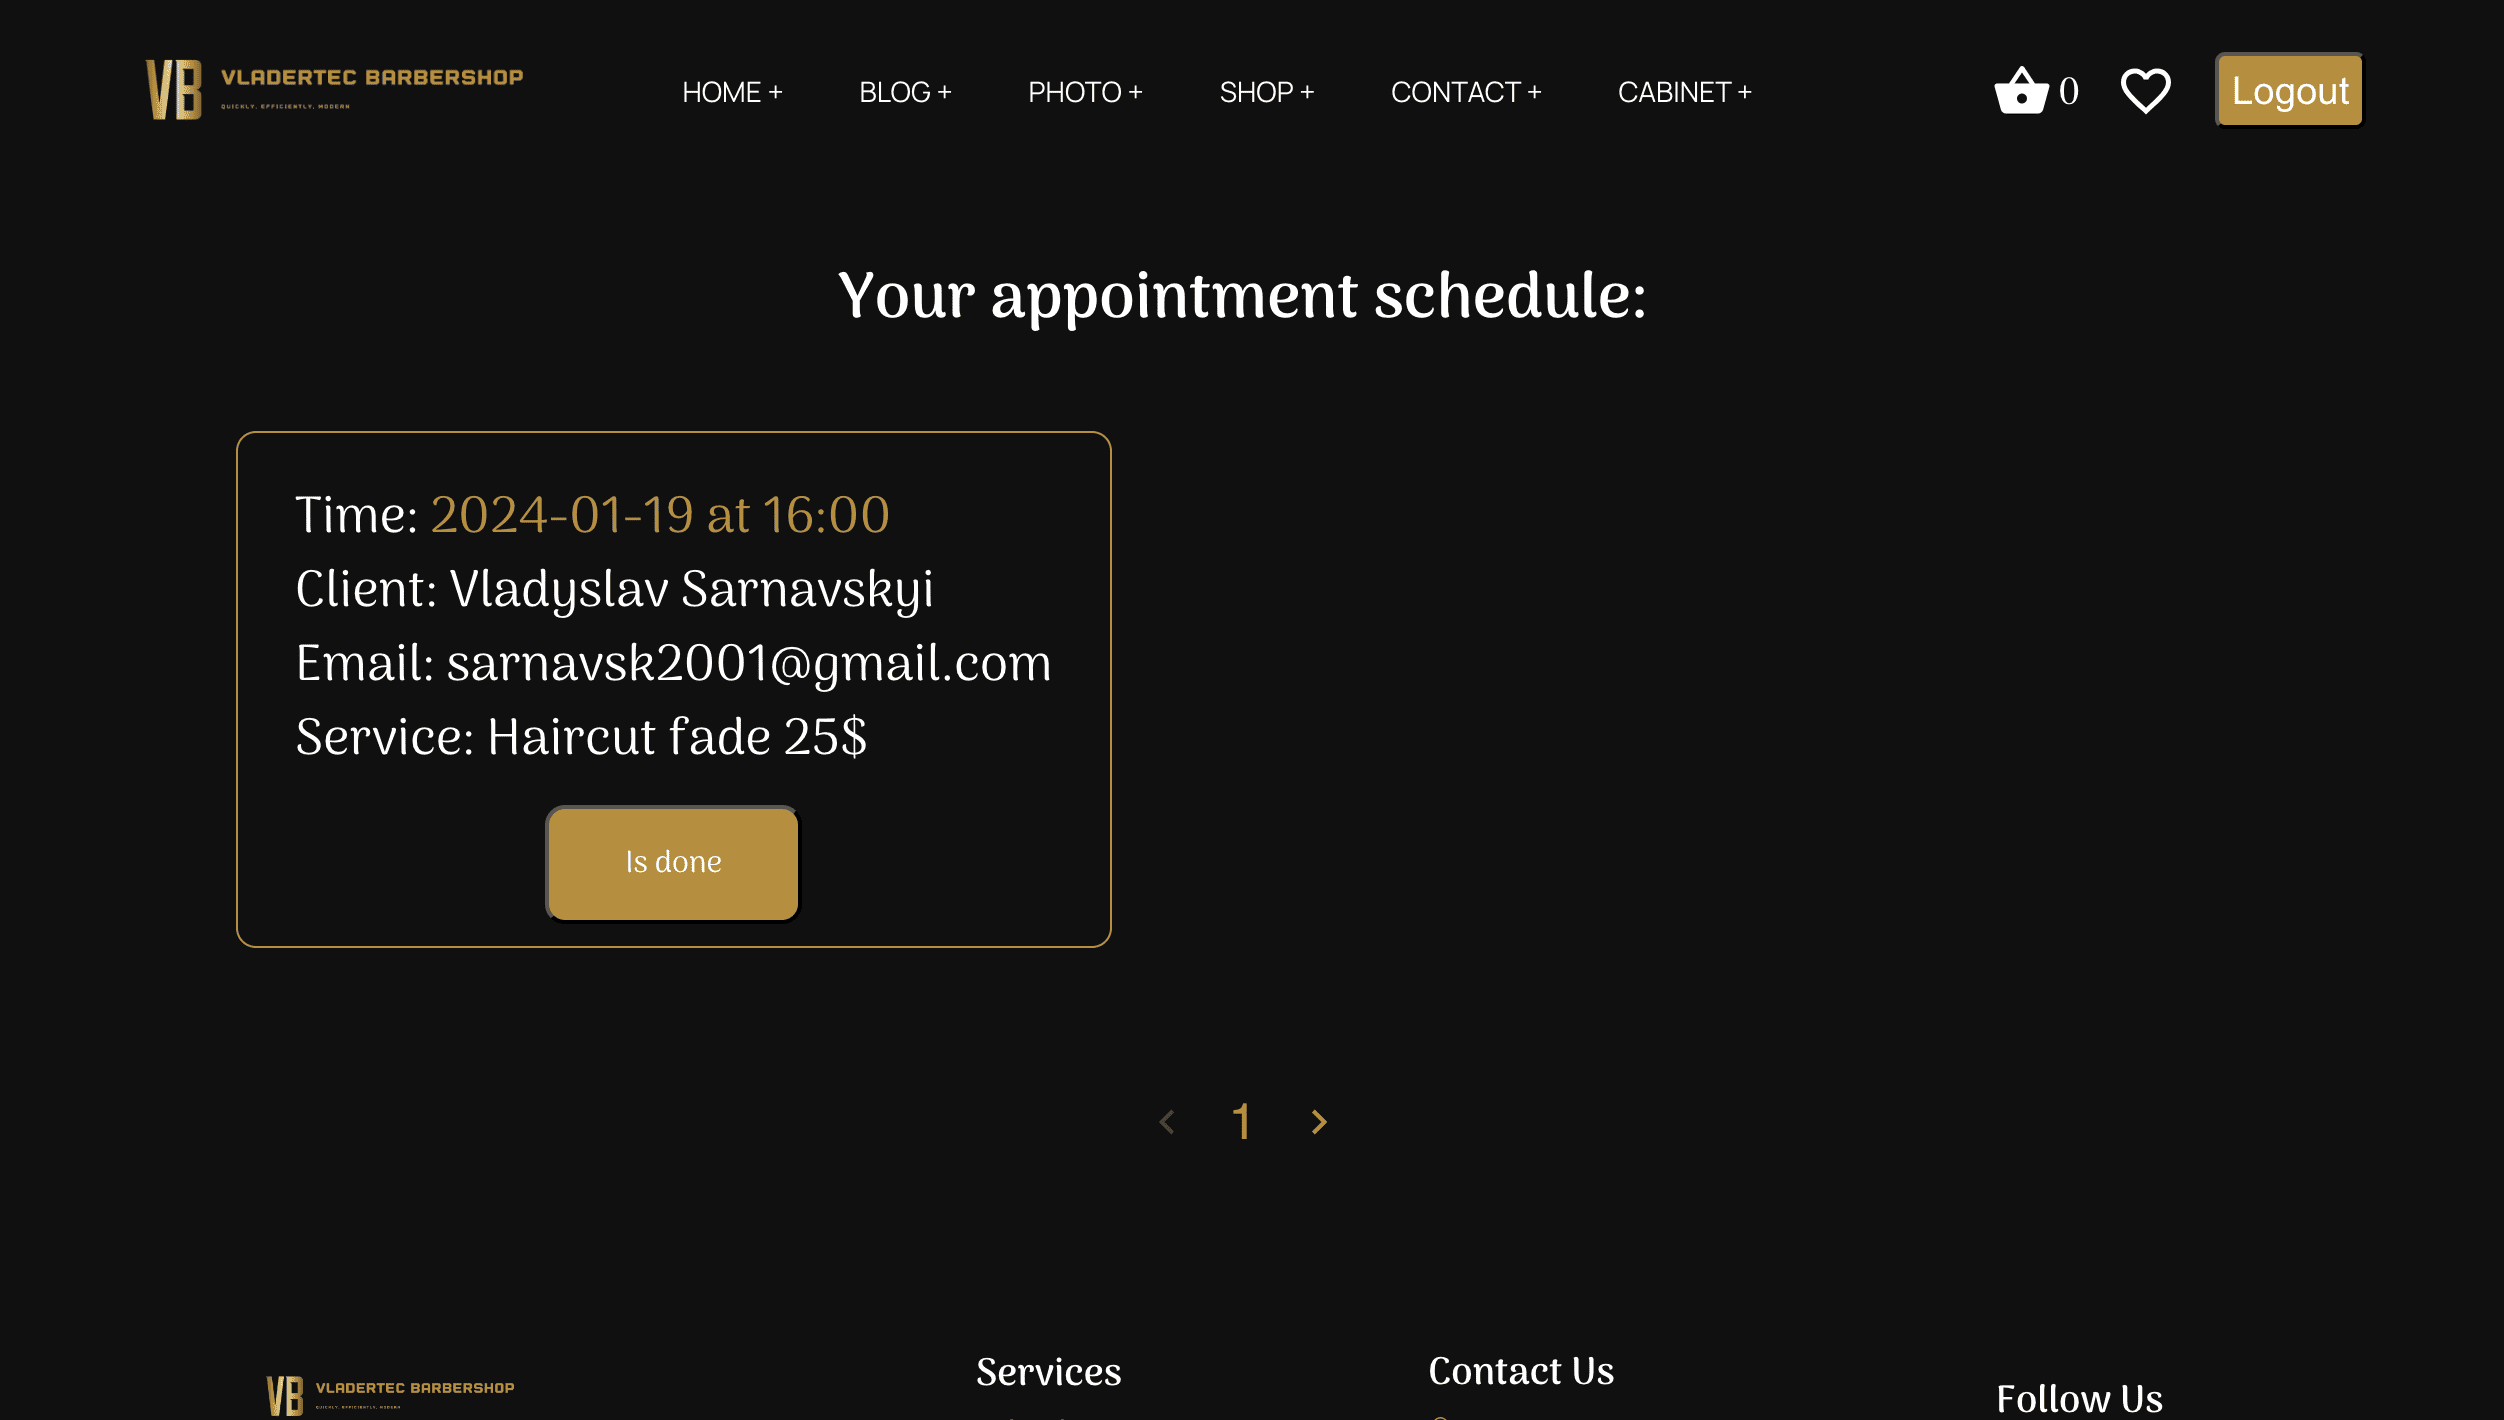 VB VLADERTEC BARBERSHOP
QUICKLY, EFFICIENTLY, MODERN
HOME + BLOG + PHOTO + SHOP + CONTACT + CABINET + 0 Logout
Your appointment schedule:
Time: 2024-01-19 at 16:00
Client: Vladyslav Sarnavskyi
Email: sarnavsk2001@gmail.com
Service: Haircut fade 25$
Is done
1
VB VLADERTEC BARBERSHOP
QUICKLY, EFFICIENTLY, MODERN
Services
Contact Us
Follow Us